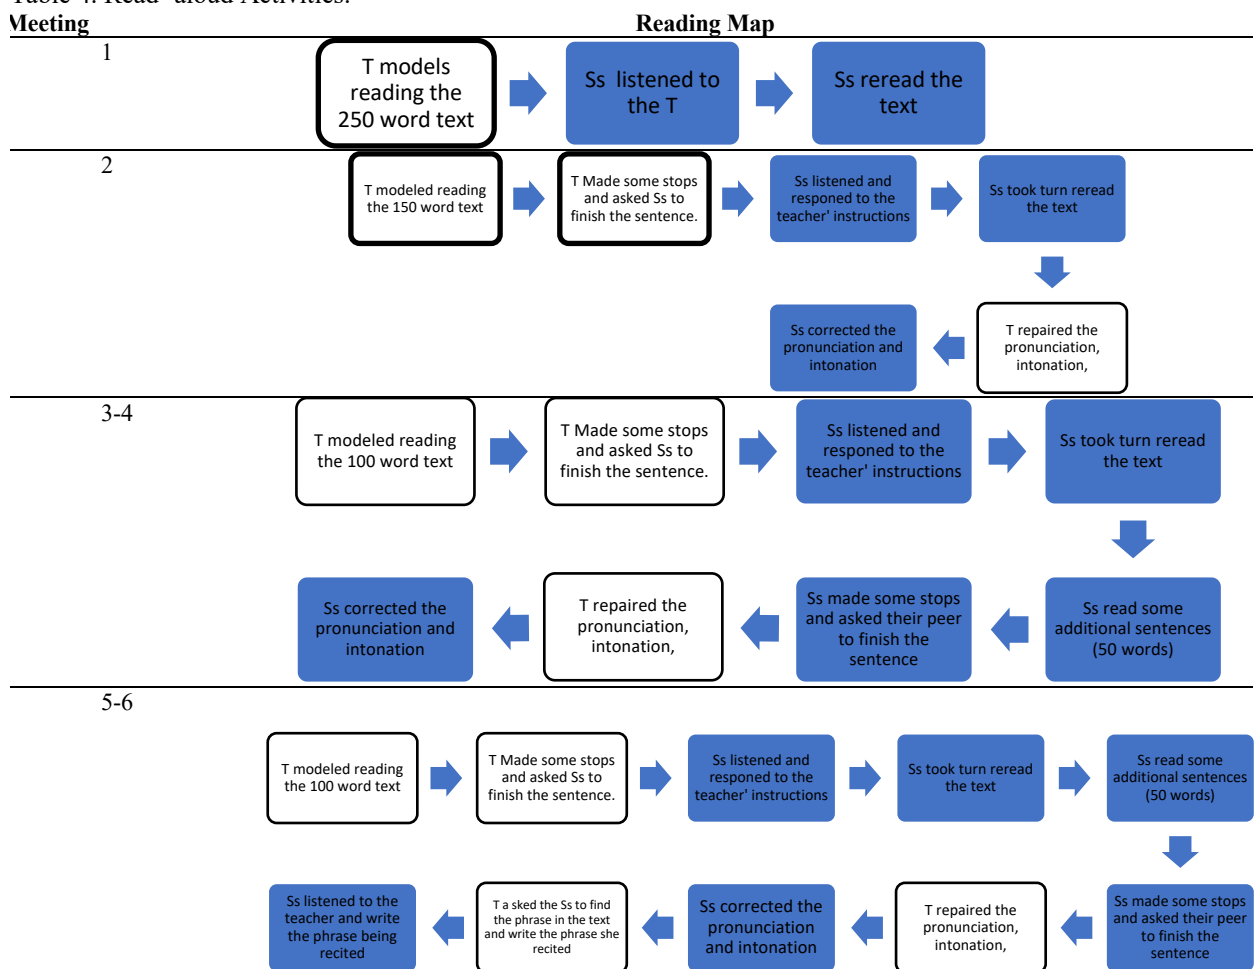 Table 4. Read-aloud Activities.
Meeting Reading Map
1
T models
reading the
250 word text
Ss listened to
the T
Ss reread the
text
2
T modeled reading
the 150 word text
T Made some stops
and asked Ss to
finish the sentence.
Ss listened and
responed to the
teacher' instructions
Ss took turn reread
the text
T repaired the
pronunciation,
intonation,
Ss corrected the
pronunciation and
intonation
3-4
T modeled reading
the 100 word text
T Made some stops
and asked Ss to
finish the sentence.
Ss listened and
responed to the
teacher' instructions
Ss took turn reread
the text
Ss read some
additional sentences
(50 words)
Ss made some stops
and asked their peer
to finish the
sentence
T repaired the
pronunciation,
intonation,
Ss corrected the
pronunciation and
intonation
5-6
T modeled reading
the 100 word text
T Made some stops
and asked Ss to
finish the sentence.
Ss listened and
responed to the
teacher' instructions
Ss took turn reread
the text
Ss read some
additional sentences
(50 words)
Ss made some stops
and asked their peer
to finish the
sentence
T repaired the
pronunciation,
intonation,
Ss corrected the
pronunciation
and intonation
T a sked the Ss to find
the phrase in the text
and write the phrase she
recited
Ss listened to the
teacher and write
the phrase being
recited